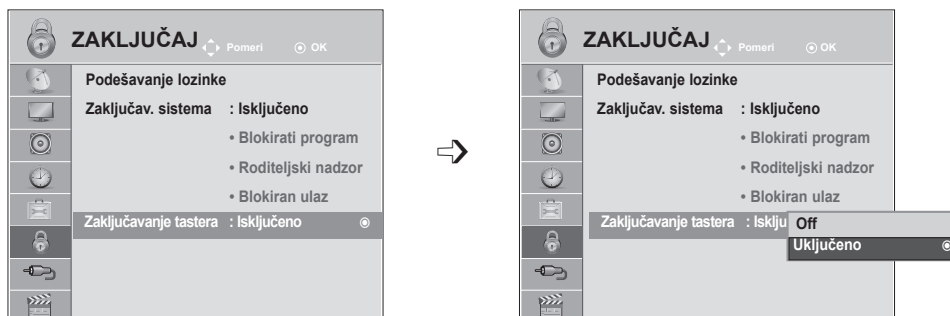 ZAKLJUČAJ Pomeri OK
Podešavanje lozinke
Zaključav. sistema : Isključeno
• Blokirati program
• Roditeljski nadzor
• Blokiran ulaz
Zaključavanje tastera : Isključeno
ZAKLJUČAJ Pomeri OK
Podešavanje lozinke
Zaključav. sistema : Isključeno
• Blokirati program
• Roditeljski nadzor
• Blokiran ulaz
Zaključavanje tastera : Isklju
Off
Uključeno